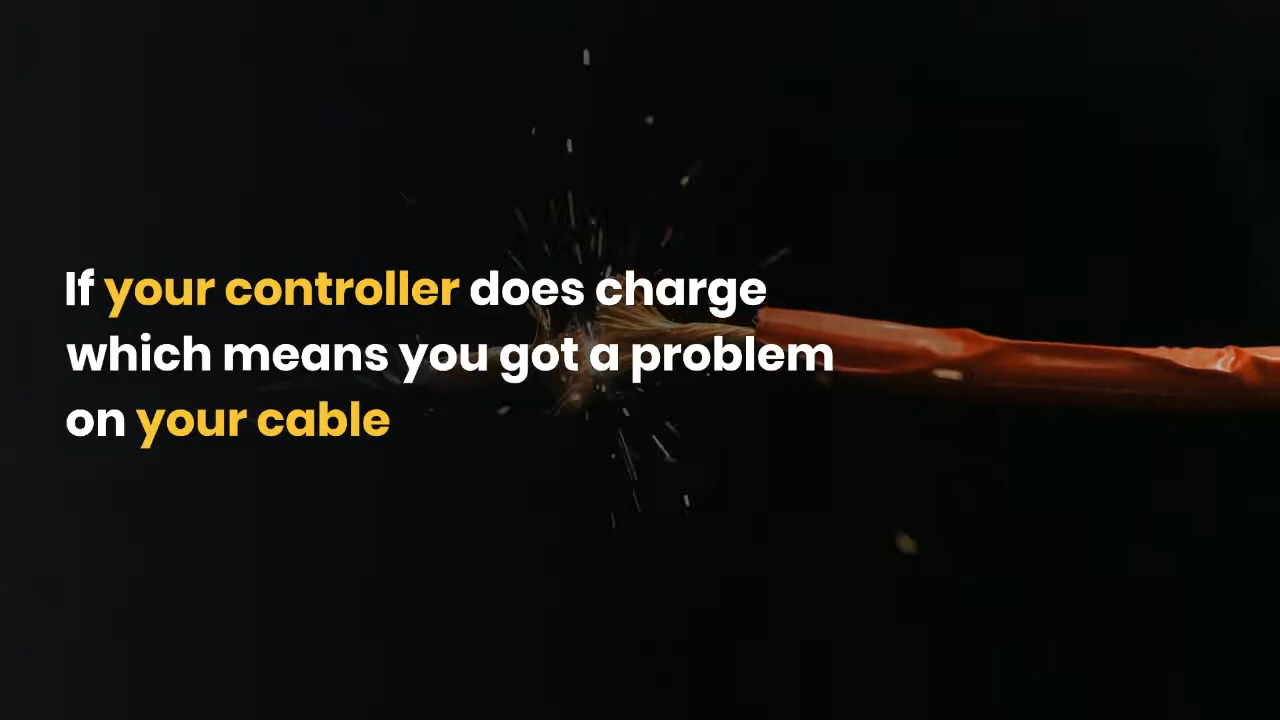 If your controller does charge
which means you got a problem
on your cable